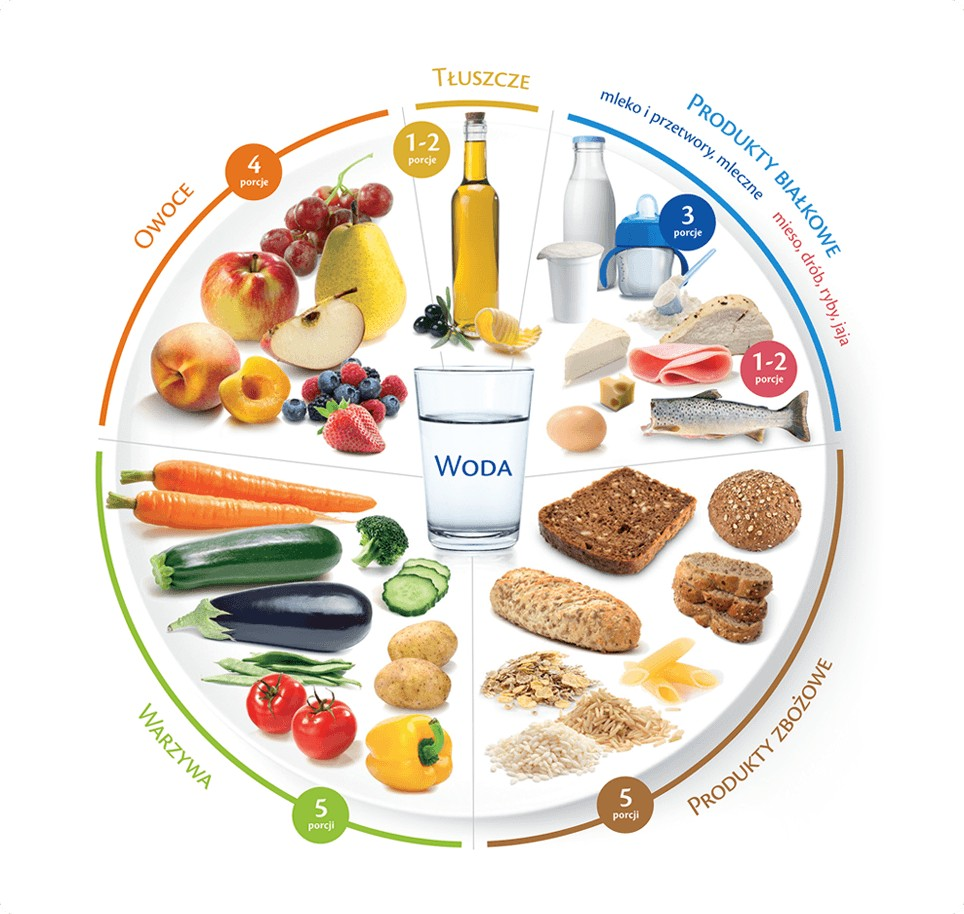 TŁUSZCZE
1-2
porcje
PRODUKTY BIAŁKOWE
mleko i przetwory, mleczne
3
porcje
mieso, drób, ryby, jaja
1-2
porcje
OWOCE
4
porcje
WODA
WARZYWA
5
porcji
PRODUKTY ZBOŻOWE
5
porcji